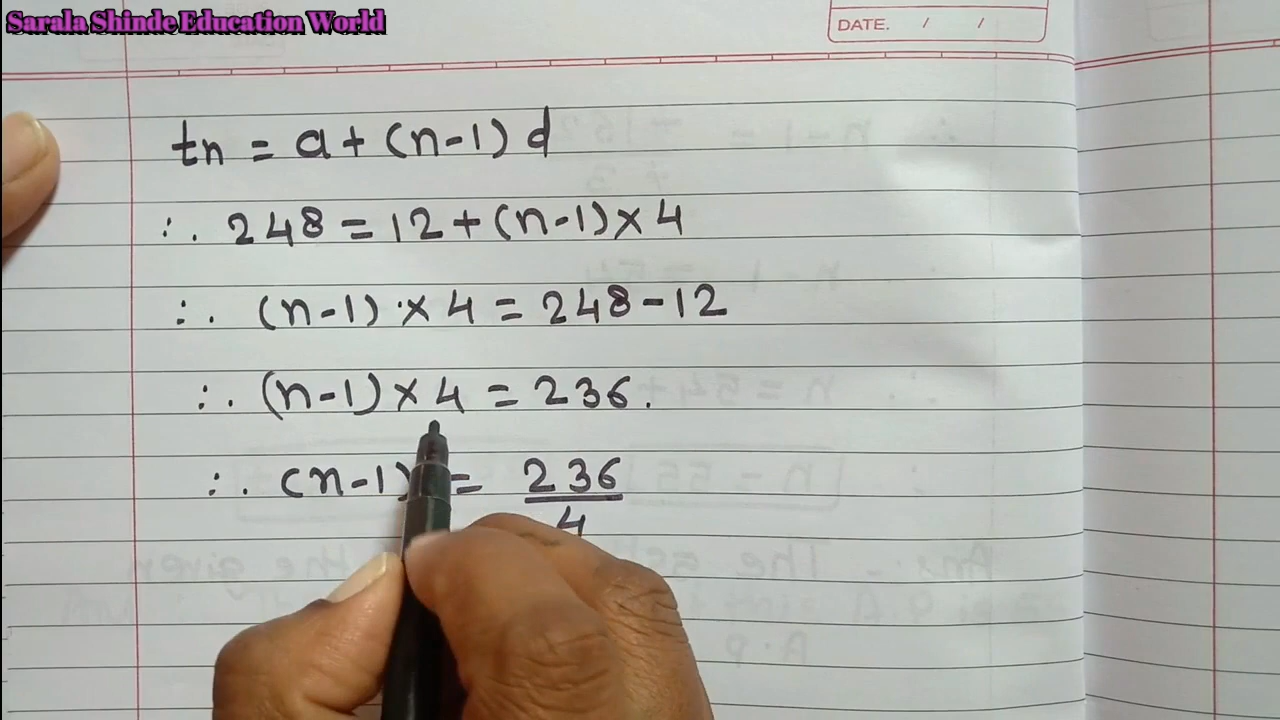 Sarala Shinde Education World
DATE. / /
tn = a + (n-1) d
∴ 248 = 12 + (n-1) × 4
∴ (n-1) × 4 = 248 - 12
∴ (n-1) × 4 = 236.
∴ (n-1) = 236
4